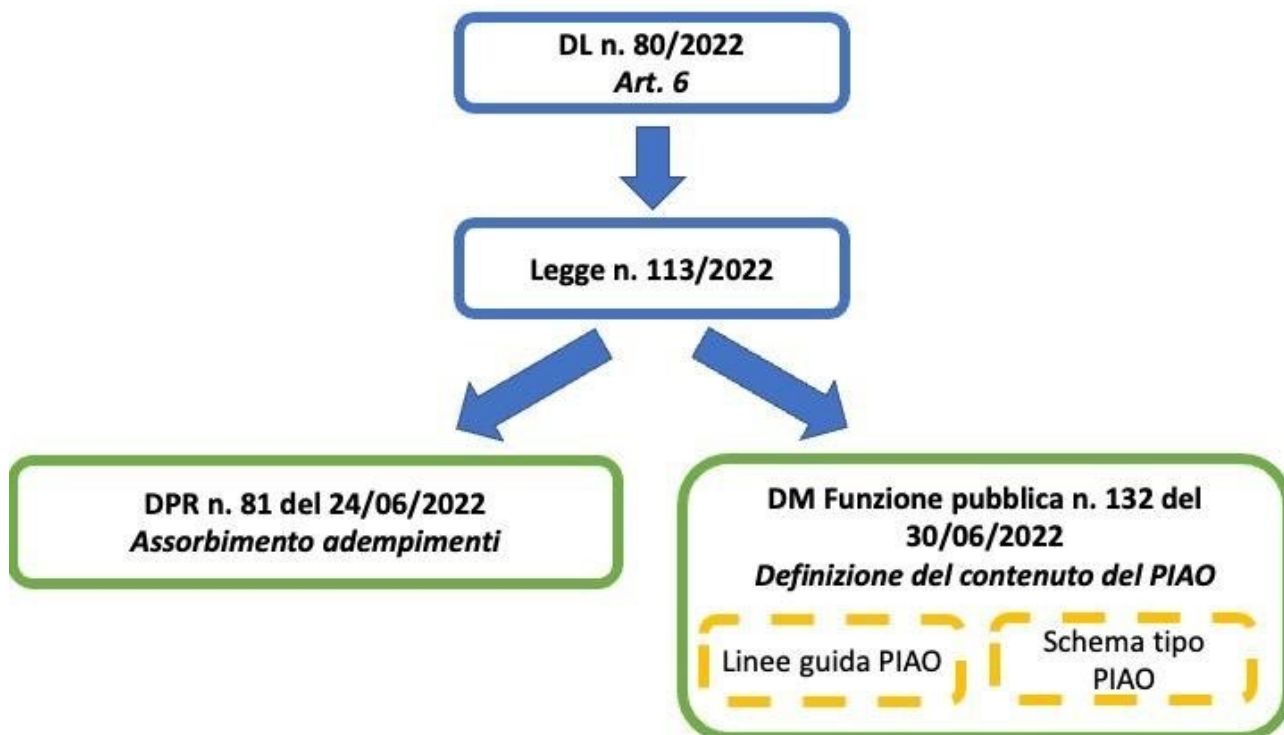 DL n. 80/2022
Art. 6
Legge n. 113/2022
DPR n. 81 del 24/06/2022
Assorbimento adempimenti
DM Funzione pubblica n. 132 del
30/06/2022
Definizione del contenuto del PIAO
Linee guida PIAO
Schema tipo
PIAO